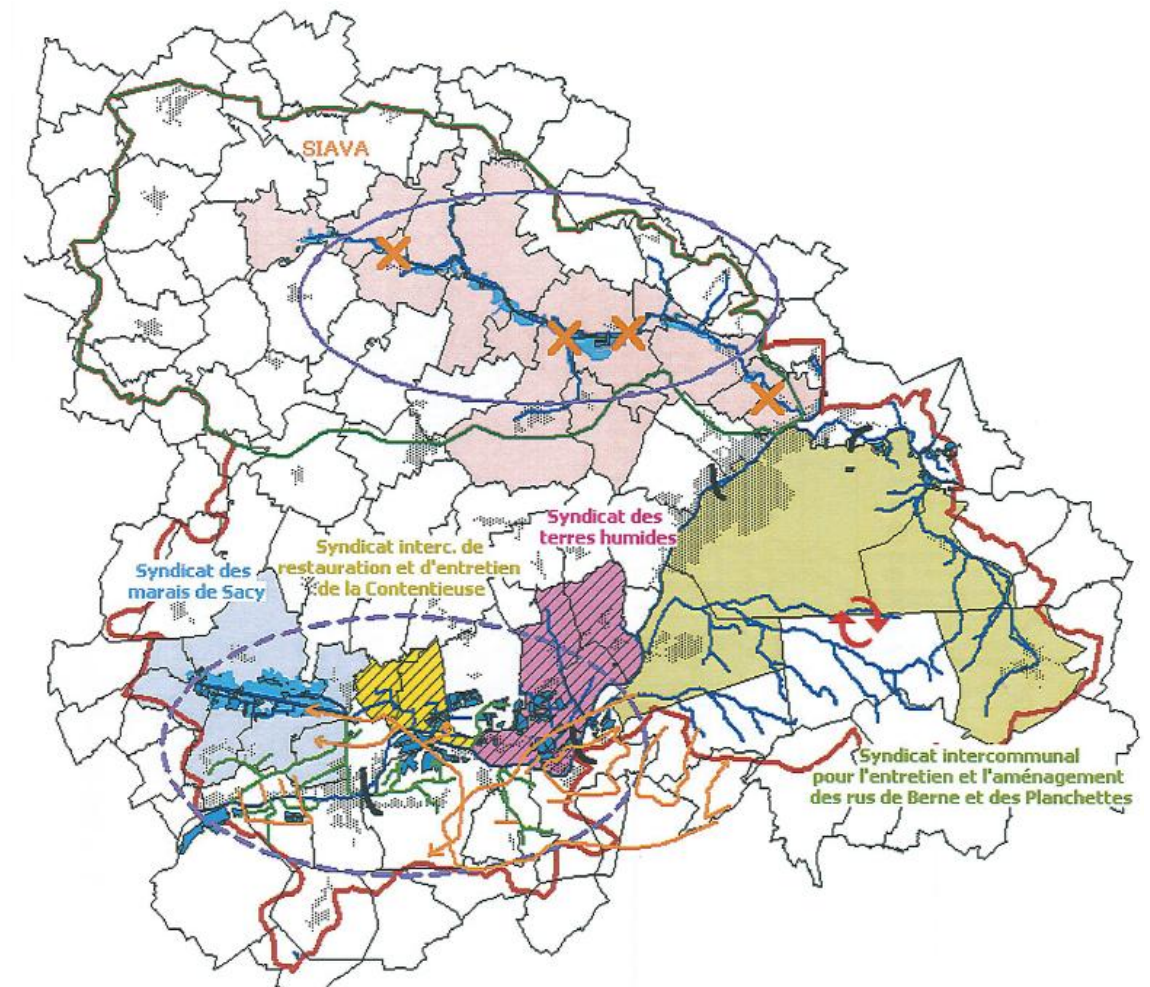 SIAVA
Syndicat des
terres humides
Syndicat interc. de
restauration et d'entretien
de la Contentieuse
Syndicat des
marais de Sacy
Syndicat intercommunal
pour l'entretien et l'aménagement
des rus de Berne et des Planchettes